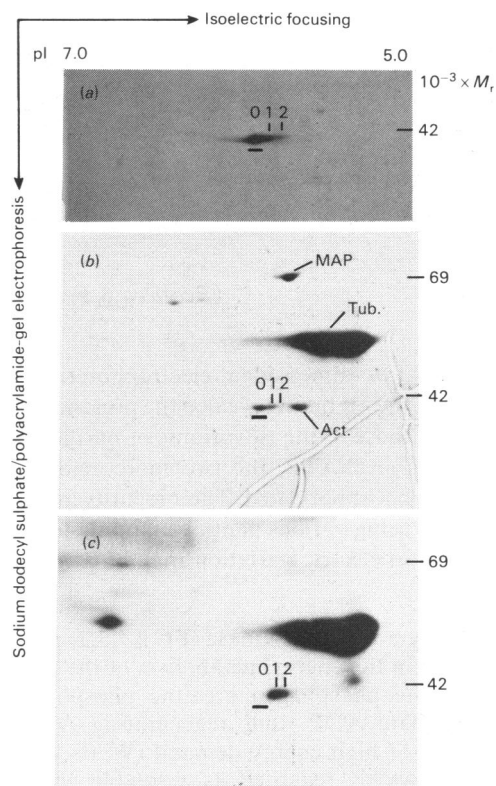 Isoelectric focusing
pI 7.0 5.0
10⁻³ × Mᵣ
(a)
0 1 2
42
Sodium dodecyl sulphate/polyacrylamide-gel electrophoresis
(b)
MAP
69
Tub.
0 1 2
42
Act.
(c)
69
0 1 2
42